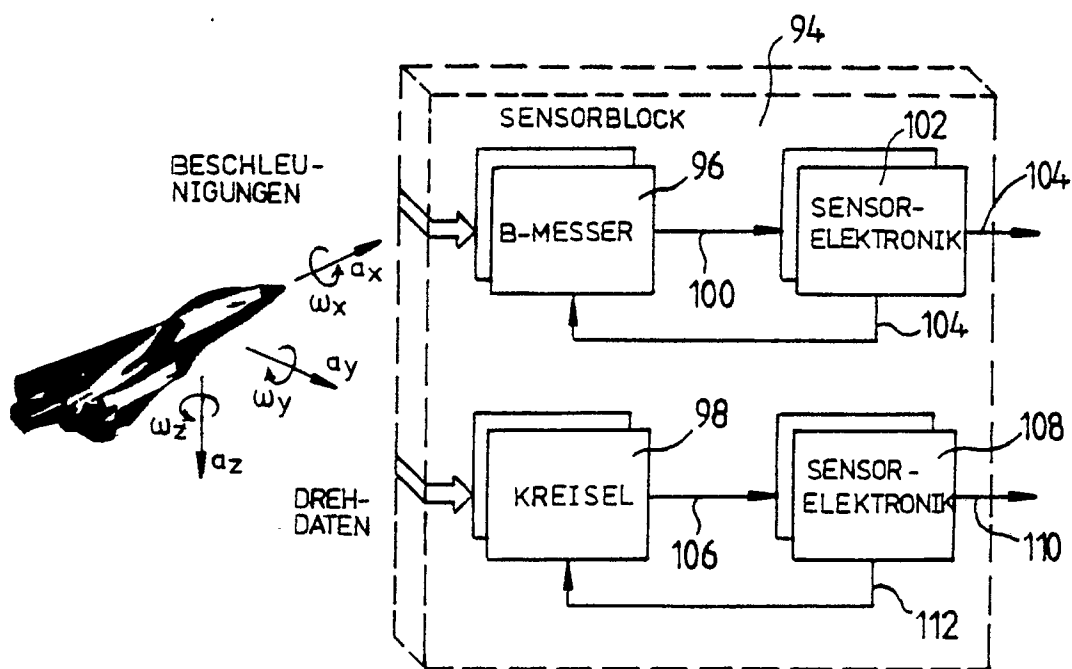 94
SENSORBLOCK
102
BESCHLEU-
NIGUNGEN
96
104
B-MESSER
SENSOR-
ELEKTRONIK
100
104
ax
ωx
ay
ωy
ωz
az
98
108
DREH-
DATEN
KREISEL
SENSOR-
ELEKTRONIK
106
110
112